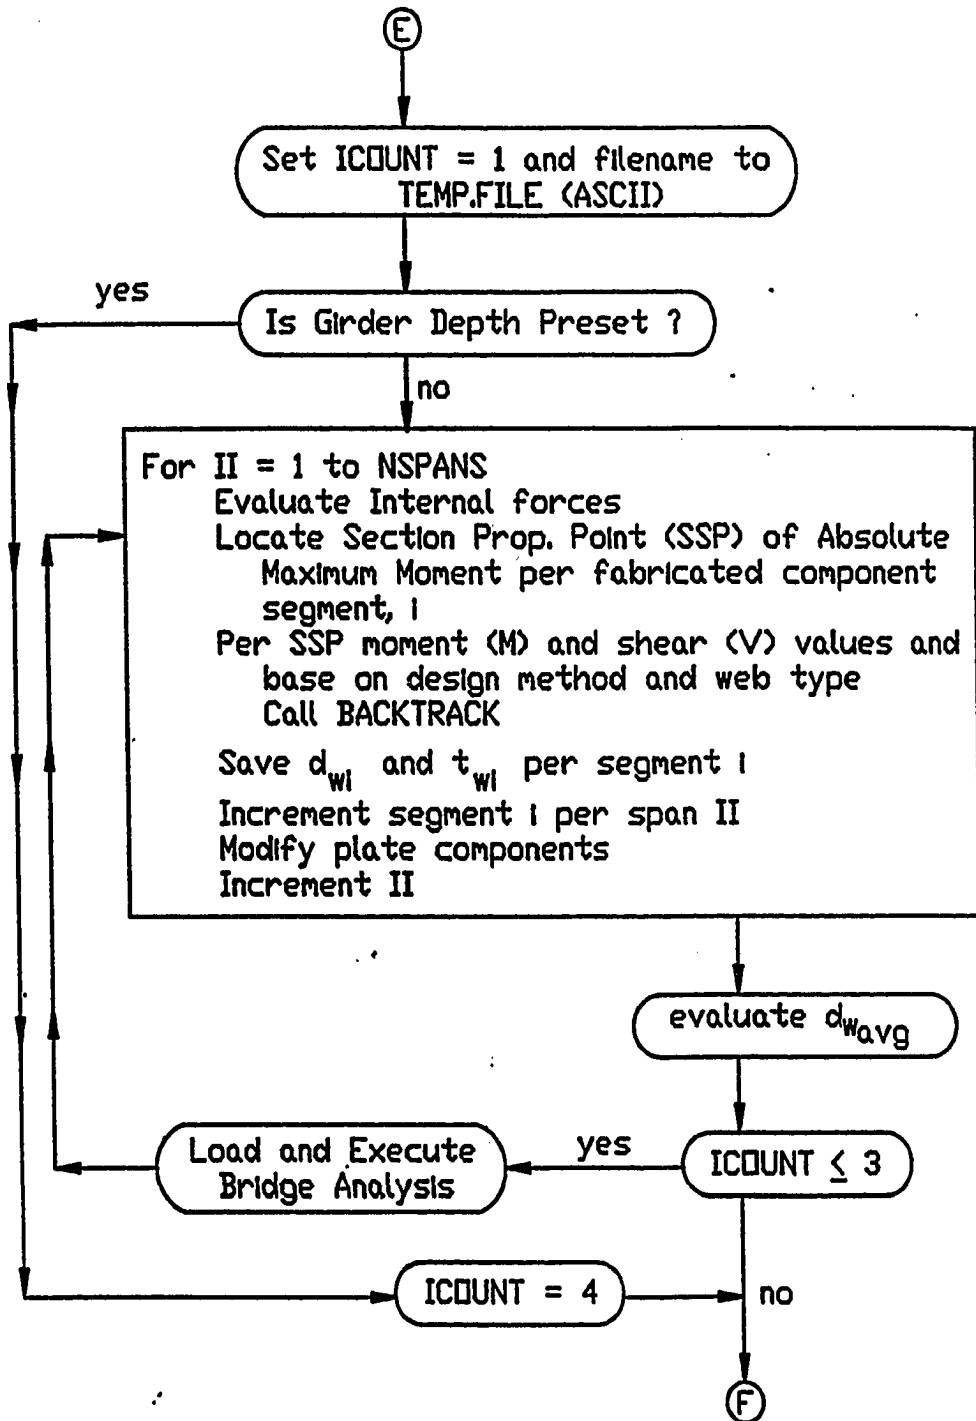 E
Set ICOUNT = 1 and filename to
TEMP.FILE (ASCII)
yes
Is Girder Depth Preset ?
no
For II = 1 to NSPANS
Evaluate Internal forces
Locate Section Prop. Point (SSP) of Absolute
Maximum Moment per fabricated component
segment, i
Per SSP moment (M) and shear (V) values and
base on design method and web type
Call BACKTRACK
Save d_wi and t_wi per segment i
Increment segment i per span II
Modify plate components
Increment II
evaluate d_wavg
Load and Execute
Bridge Analysis
yes
ICOUNT ≤ 3
ICOUNT = 4
no
F